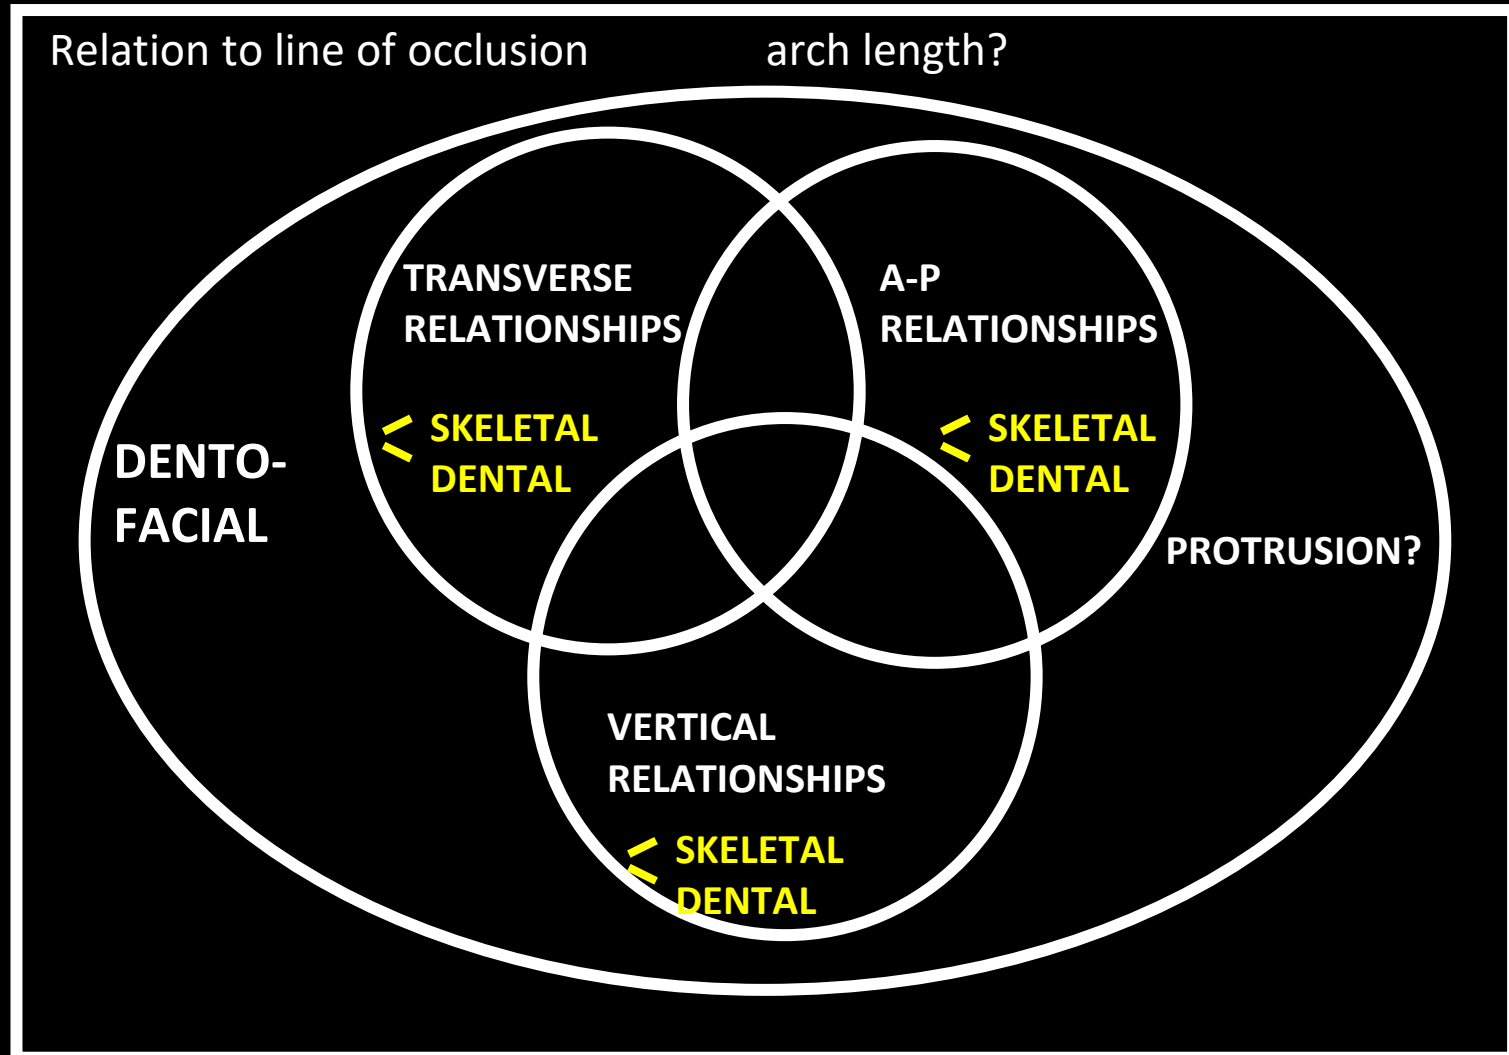 Relation to line of occlusion arch length?
TRANSVERSE
RELATIONSHIPS
SKELETAL
DENTAL
A-P
RELATIONSHIPS
SKELETAL
DENTAL
DENTO-
FACIAL
PROTRUSION?
VERTICAL
RELATIONSHIPS
SKELETAL
DENTAL